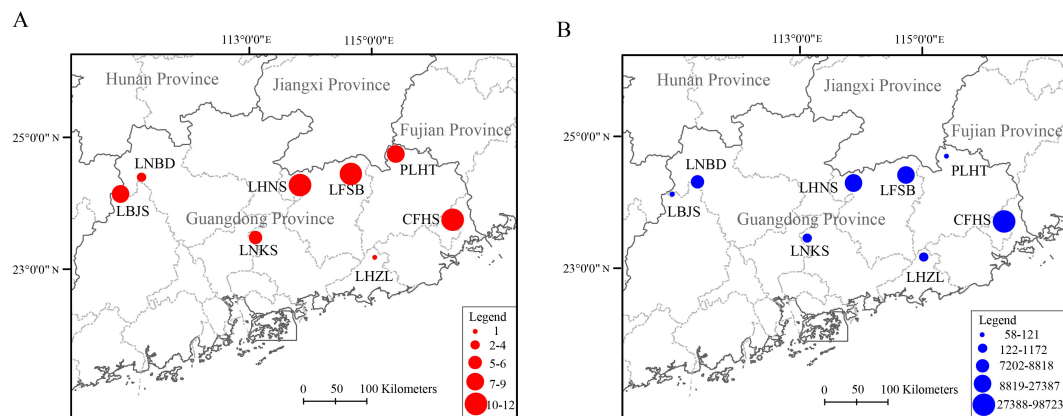 A
113°0'0"E
115°0'0"E
Hunan Province
Jiangxi Province
25°0'00"N
Fujian Province
LNBD
PLHT
LBJS
LHNS
LFSB
Guangdong Province
CFHS
LNKS
23°0'00"N
LHZL
Legend
1
2-4
5-6
7-9
10-12
0 50 100 Kilometers
B
113°0'0"E
115°0'0"E
Hunan Province
Jiangxi Province
25°0'00"N
Fujian Province
LNBD
PLHT
LHNS
LFSB
LBJS
Guangdong Province
CFHS
LNKS
23°0'00"N
LHZL
Legend
58-121
122-1172
7202-8818
8819-27387
27388-98723
0 50 100 Kilometers